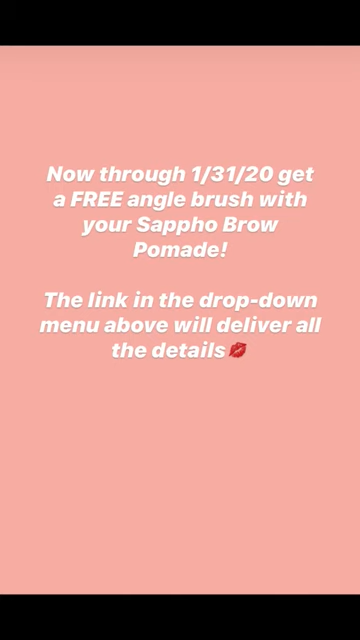 Now through 1/31/20 get
a FREE angle brush with
your Sappho Brow
Pomade!
The link in the drop-down
menu above will deliver all
the details💋